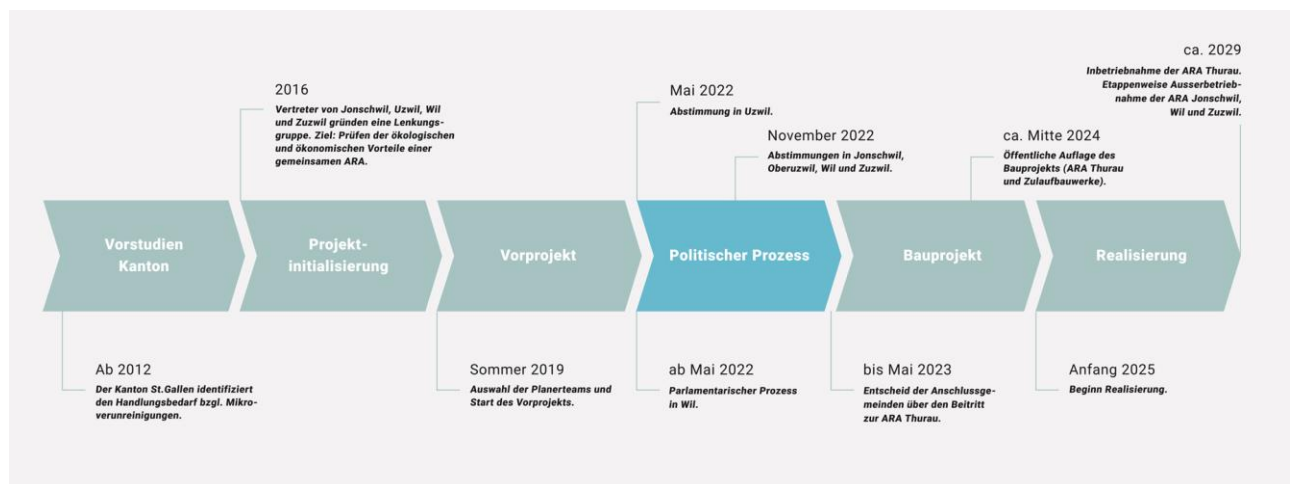 ca. 2029
Inbetriebnahme der ARA Thurau.
Etappenweise Ausserbetrieb-
nahme der ARA Jonschwil,
Wil und Zuzwil.
2016
Vertreter von Jonschwil, Uzwil, Wil
und Zuzwil gründen eine Lenkungs-
gruppe. Ziel: Prüfen der ökologischen
und ökonomischen Vorteile einer
gemeinsamen ARA.
Mai 2022
Abstimmung in Uzwil.
November 2022
Abstimmungen in Jonschwil,
Oberuzwil, Wil und Zuzwil.
ca. Mitte 2024
Öffentliche Auflage des
Bauprojekts (ARA Thurau
und Zulaufbauwerke).
Vorstudien
Kanton
Projekt-
initialisierung
Vorprojekt
Politischer Prozess
Bauprojekt
Realisierung
Ab 2012
Der Kanton St.Gallen identifiziert
den Handlungsbedarf bzgl. Mikro-
verunreinigungen.
Sommer 2019
Auswahl der Planerteams und
Start des Vorprojekts.
ab Mai 2022
Parlamentarischer Prozess
in Wil.
bis Mai 2023
Entscheid der Anschlussge-
meinden über den Beitritt
zur ARA Thurau.
Anfang 2025
Beginn Realisierung.